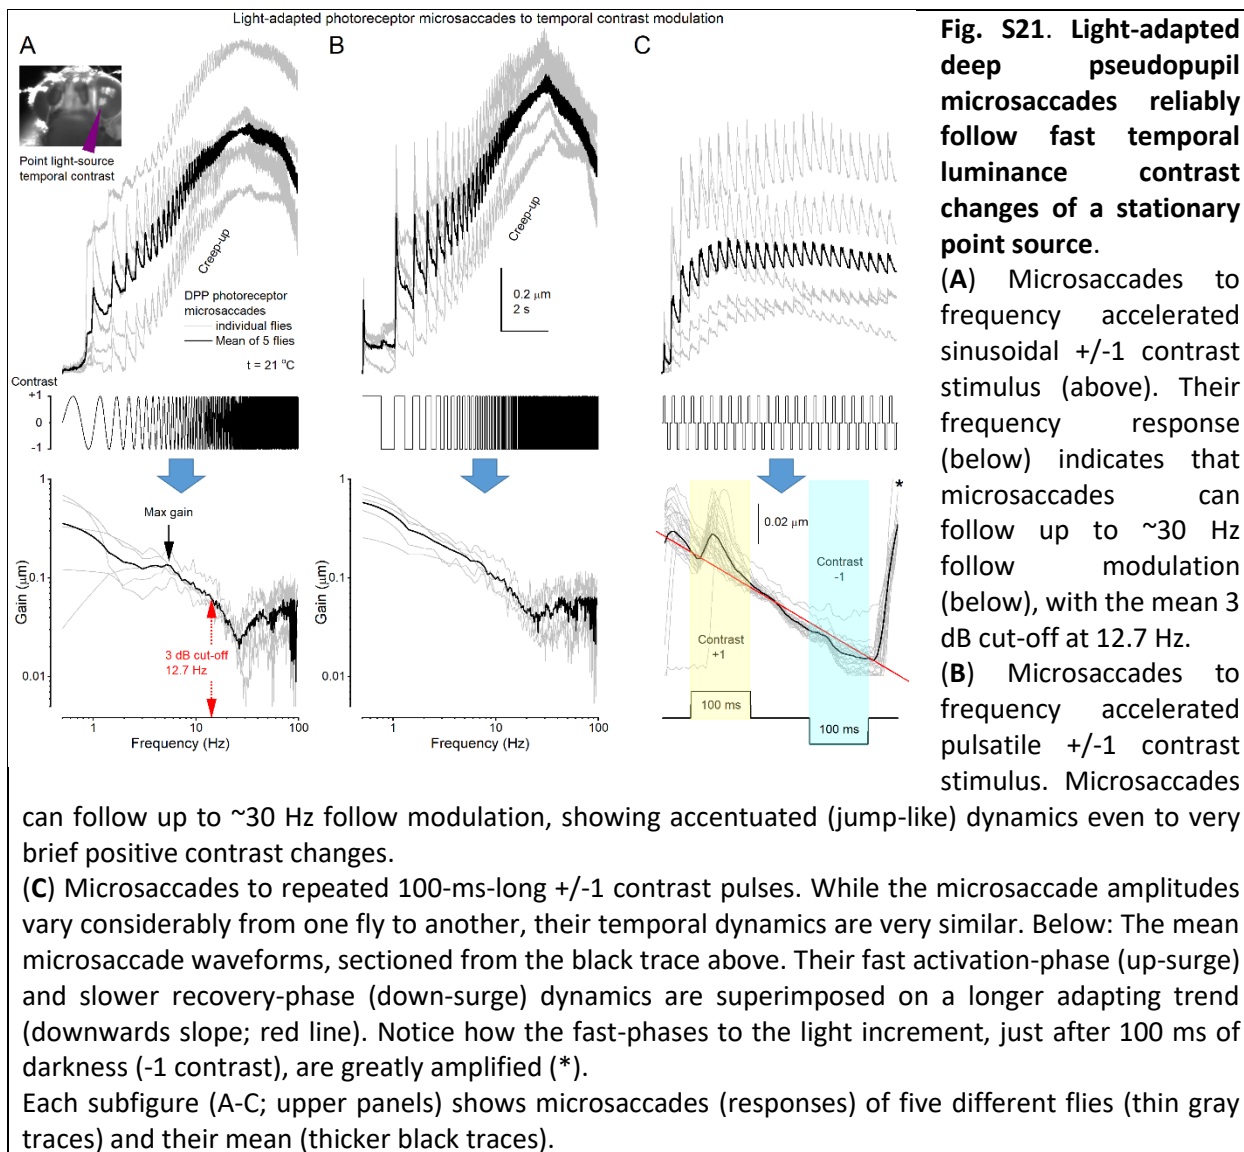 Light-adapted photoreceptor microsaccades to temporal contrast modulation
A
B
C
Point light-source
temporal contrast
Creep-up
DPP photoreceptor
microsaccades
individual flies
Mean of 5 flies
t = 21 °C
Creep-up
0.2 µm
2 s
Contrast
+1
0
-1
Gain (µm)
1
0.1
0.01
Max gain
3 dB cut-off
12.7 Hz
1
10
100
Frequency (Hz)
Gain (µm)
1
0.1
0.01
1
10
100
Frequency (Hz)
*
0.02 µm
Contrast
-1
Contrast
+1
100 ms
100 ms
Fig. S21. Light-adapted
deep pseudopupil
microsaccades reliably
follow fast temporal
luminance contrast
changes of a stationary
point source.
(A) Microsaccades to
frequency accelerated
sinusoidal +/-1 contrast
stimulus (above). Their
frequency response
(below) indicates that
microsaccades can
follow up to ~30 Hz
follow modulation
(below), with the mean 3
dB cut-off at 12.7 Hz.
(B) Microsaccades to
frequency accelerated
pulsatile +/-1 contrast
stimulus. Microsaccades
can follow up to ~30 Hz follow modulation, showing accentuated (jump-like) dynamics even to very
brief positive contrast changes.
(C) Microsaccades to repeated 100-ms-long +/-1 contrast pulses. While the microsaccade amplitudes
vary considerably from one fly to another, their temporal dynamics are very similar. Below: The mean
microsaccade waveforms, sectioned from the black trace above. Their fast activation-phase (up-surge)
and slower recovery-phase (down-surge) dynamics are superimposed on a longer adapting trend
(downwards slope; red line). Notice how the fast-phases to the light increment, just after 100 ms of
darkness (-1 contrast), are greatly amplified (*).
Each subfigure (A-C; upper panels) shows microsaccades (responses) of five different flies (thin gray
traces) and their mean (thicker black traces).